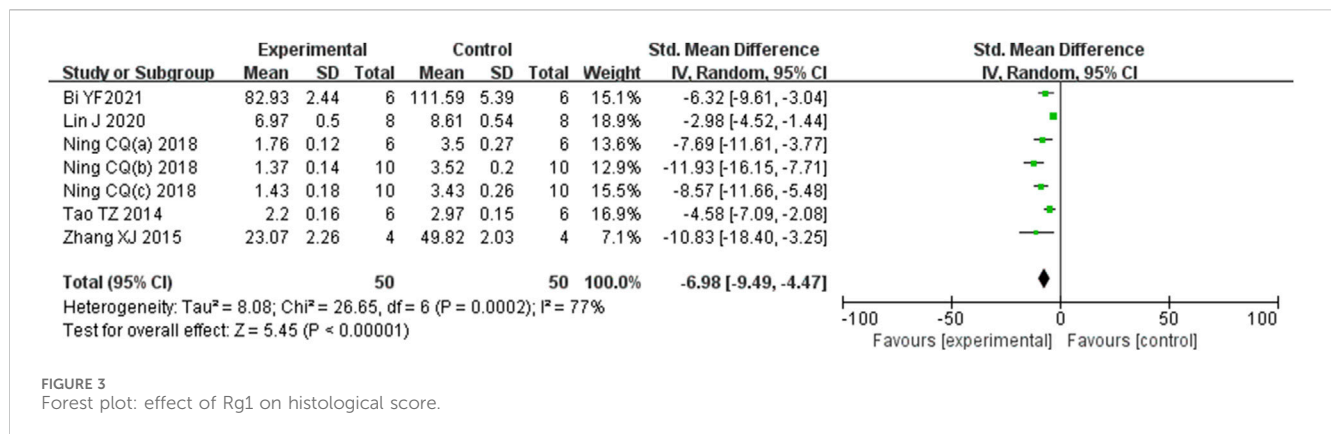 Experimental Control Std. Mean Difference Std. Mean Difference
Study or Subgroup Mean SD Total Mean SD Total Weight IV, Random, 95% CI IV, Random, 95% CI
Bi YF2021 82.93 2.44 6 111.59 5.39 6 15.1% -6.32 [-9.61, -3.04]
Lin J 2020 6.97 0.5 8 8.61 0.54 8 18.9% -2.98 [-4.52, -1.44]
Ning CQ(a) 2018 1.76 0.12 6 3.5 0.27 6 13.6% -7.69 [-11.61, -3.77]
Ning CQ(b) 2018 1.37 0.14 10 3.52 0.2 10 12.9% -11.93 [-16.15, -7.71]
Ning CQ(c) 2018 1.43 0.18 10 3.43 0.26 10 15.5% -8.57 [-11.66, -5.48]
Tao TZ 2014 2.2 0.16 6 2.97 0.15 6 16.9% -4.58 [-7.09, -2.08]
Zhang XJ 2015 23.07 2.26 4 49.82 2.03 4 7.1% -10.83 [-18.40, -3.25]
Total (95% CI) 50 50 100.0% -6.98 [-9.49, -4.47]
Heterogeneity: Tau² = 8.08; Chi² = 26.65, df = 6 (P = 0.0002); I² = 77%
Test for overall effect: Z = 5.45 (P < 0.00001)
-100 -50 0 50 100
Favours [experimental] Favours [control]
FIGURE 3
Forest plot: effect of Rg1 on histological score.